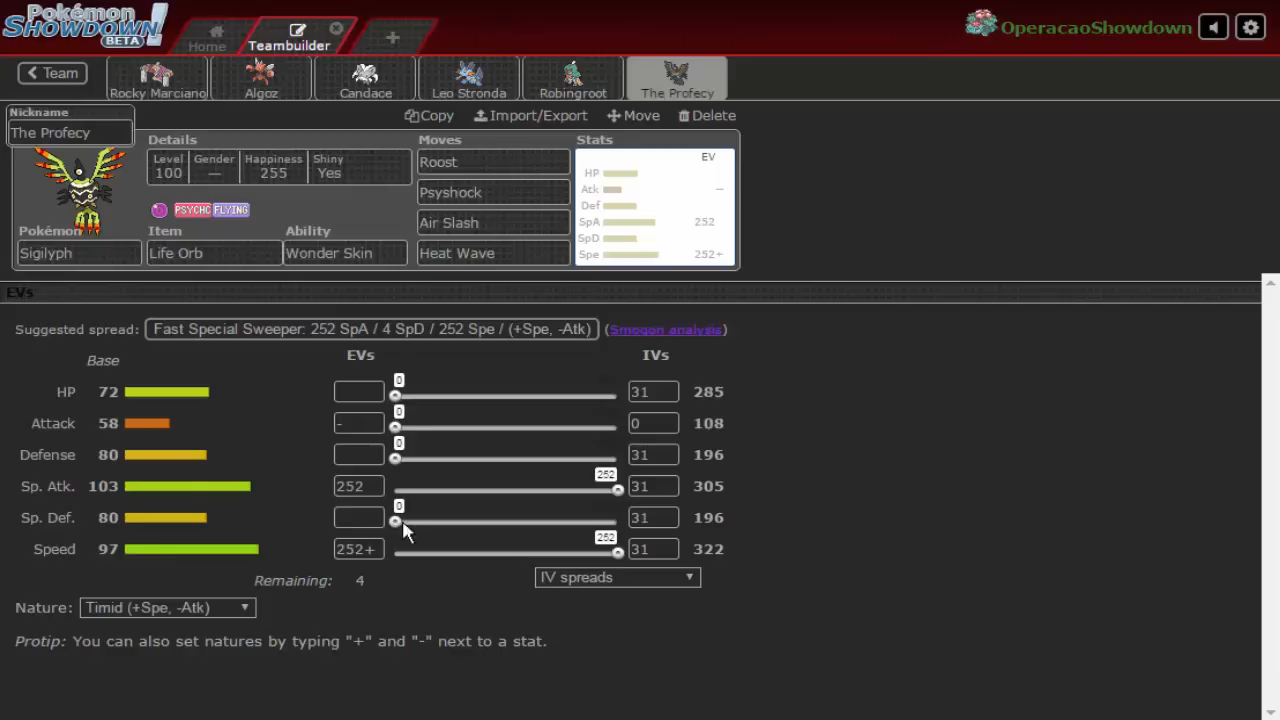 Pokémon
SHOWDOWN!
BETA
Home
Teambuilder
OperacaoShowdown
Team
Rocky Marciano
Algoz
Candace
Leo Stronda
Robingroot
The Profecy
Nickname
The Profecy
Copy Import/Export Move Delete
Details
Level Gender Happiness Shiny
100 — 255 Yes
PSYCHC FLYING
Pokémon Item Ability
Sigilyph Life Orb Wonder Skin
Moves
Roost
Psyshock
Air Slash
Heat Wave
Stats
EV
HP
Atk –
Def
SpA 252
SpD
Spe 252+
EVs
Suggested spread: Fast Special Sweeper: 252 SpA / 4 SpD / 252 Spe / (+Spe, -Atk) (Smogon analysis)
Base EVs IVs
HP 72 0 31 285
Attack 58 - 0 0 108
Defense 80 0 31 196
Sp. Atk. 103 252 252 31 305
Sp. Def. 80 0 31 196
Speed 97 252+ 252 31 322
Remaining: 4 IV spreads
Nature: Timid (+Spe, -Atk)
Protip: You can also set natures by typing "+" and "-" next to a stat.